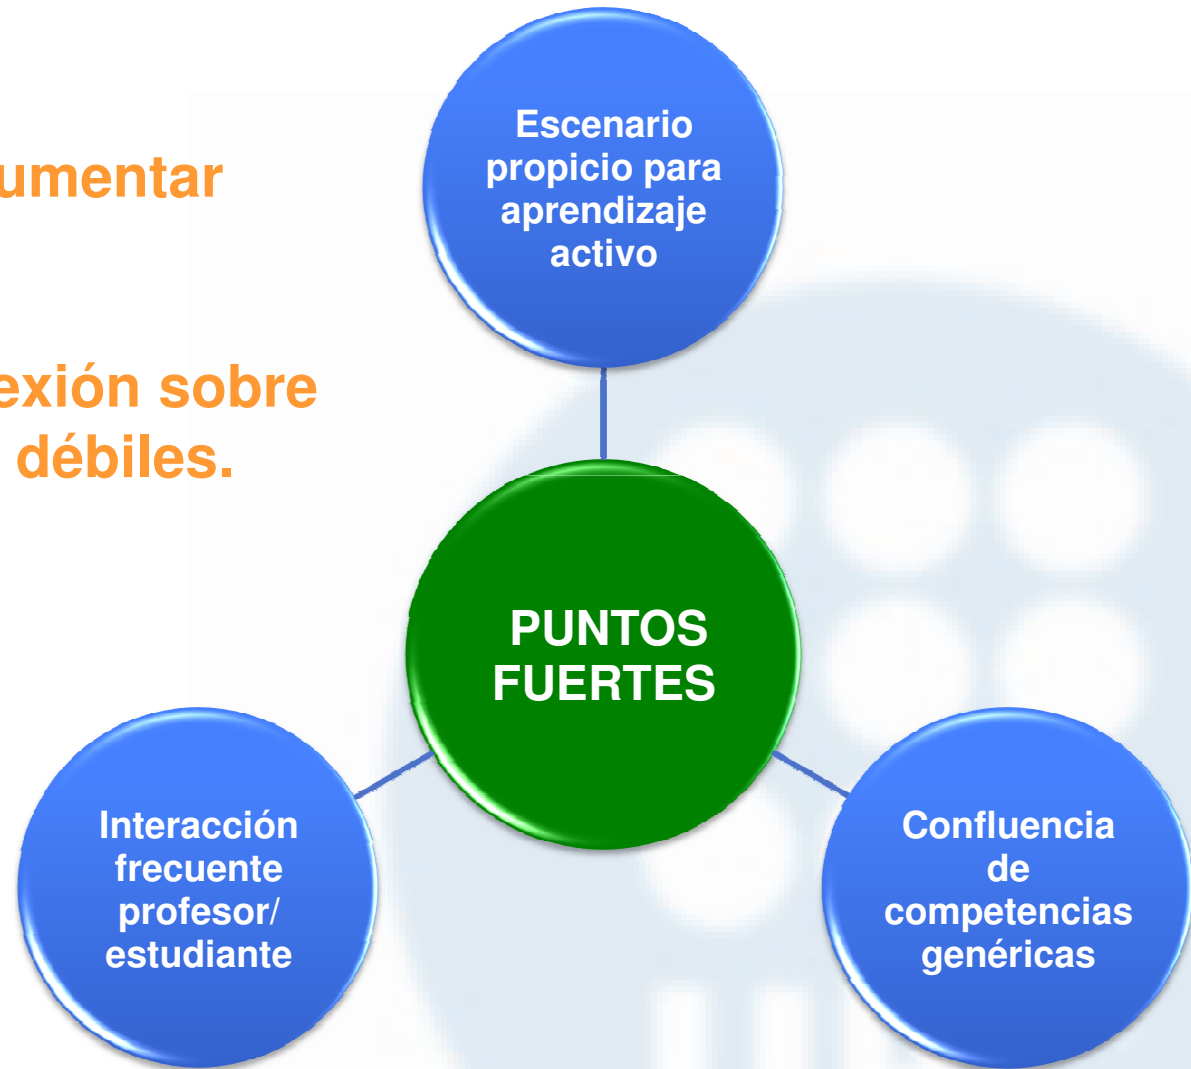 umentar
exión sobre
débiles.
Escenario
propicio para
aprendizaje
activo
PUNTOS
FUERTES
Interacción
frecuente
profesor/
estudiante
Confluencia
de
competencias
genéricas